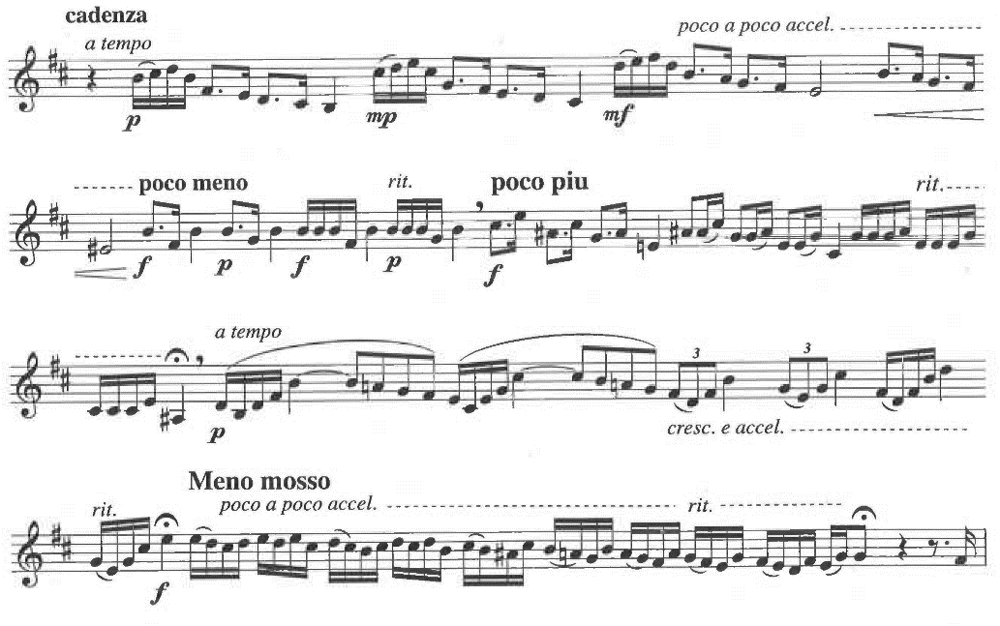 cadenza
a tempo
poco a poco accel.
p mp mf
poco meno rit. poco piu rit.
f p f p f
a tempo
3 3
p
cresc. e accel.
Meno mosso
rit. poco a poco accel. rit.
f